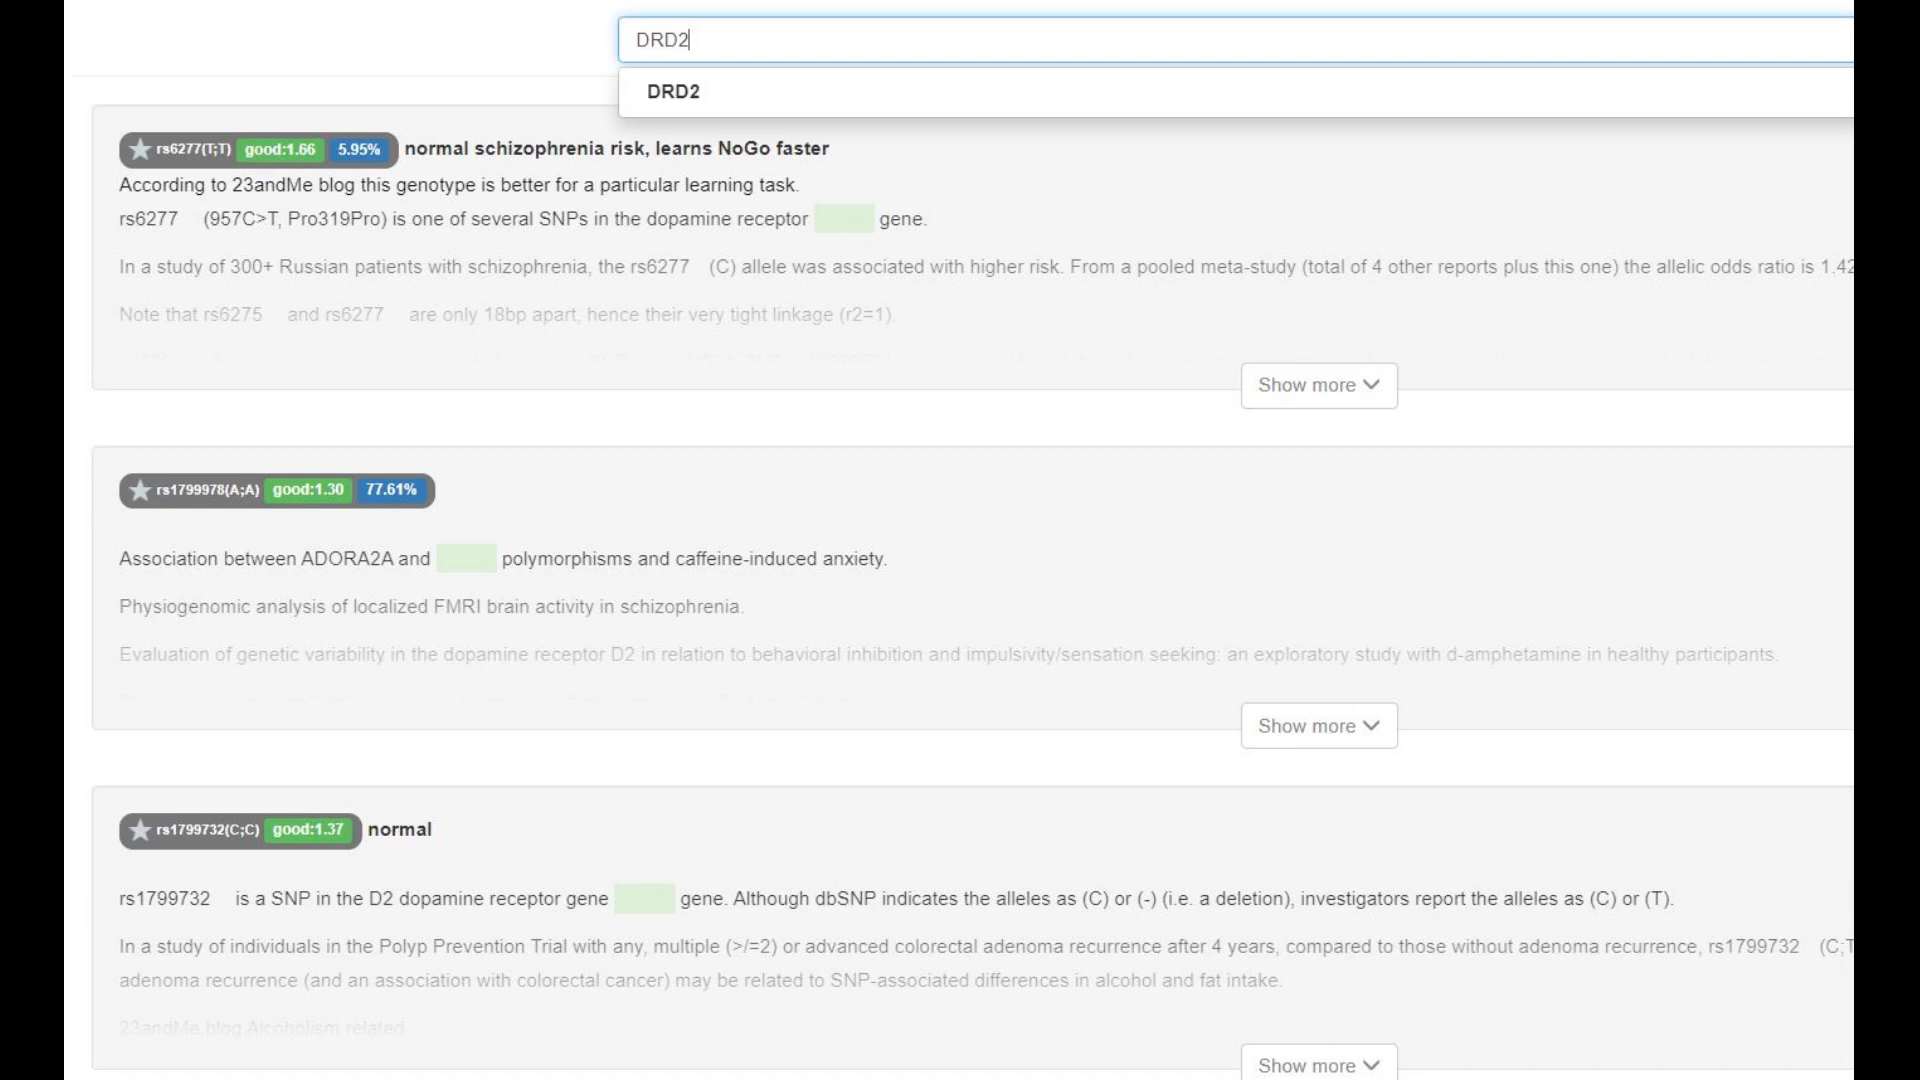 DRD2
DRD2
rs6277(T;T) good:1.66 5.95% normal schizophrenia risk, learns NoGo faster
According to 23andMe blog this genotype is better for a particular learning task.
rs6277 (957C>T, Pro319Pro) is one of several SNPs in the dopamine receptor gene.
In a study of 300+ Russian patients with schizophrenia, the rs6277 (C) allele was associated with higher risk. From a pooled meta-study (total of 4 other reports plus this one) the allelic odds ratio is 1.42
Note that rs6275 and rs6277 are only 18bp apart, hence their very tight linkage (r2=1).
Show more
rs1799978(A;A) good:1.30 77.61%
Association between ADORA2A and polymorphisms and caffeine-induced anxiety.
Physiogenomic analysis of localized FMRI brain activity in schizophrenia.
Evaluation of genetic variability in the dopamine receptor D2 in relation to behavioral inhibition and impulsivity/sensation seeking: an exploratory study with d-amphetamine in healthy participants.
Show more
rs1799732(C;C) good:1.37 normal
rs1799732 is a SNP in the D2 dopamine receptor gene gene. Although dbSNP indicates the alleles as (C) or (-) (i.e. a deletion), investigators report the alleles as (C) or (T).
In a study of individuals in the Polyp Prevention Trial with any, multiple (>/=2) or advanced colorectal adenoma recurrence after 4 years, compared to those without adenoma recurrence, rs1799732 (C;T
adenoma recurrence (and an association with colorectal cancer) may be related to SNP-associated differences in alcohol and fat intake.
23andMe blog Alcoholism related
Show more